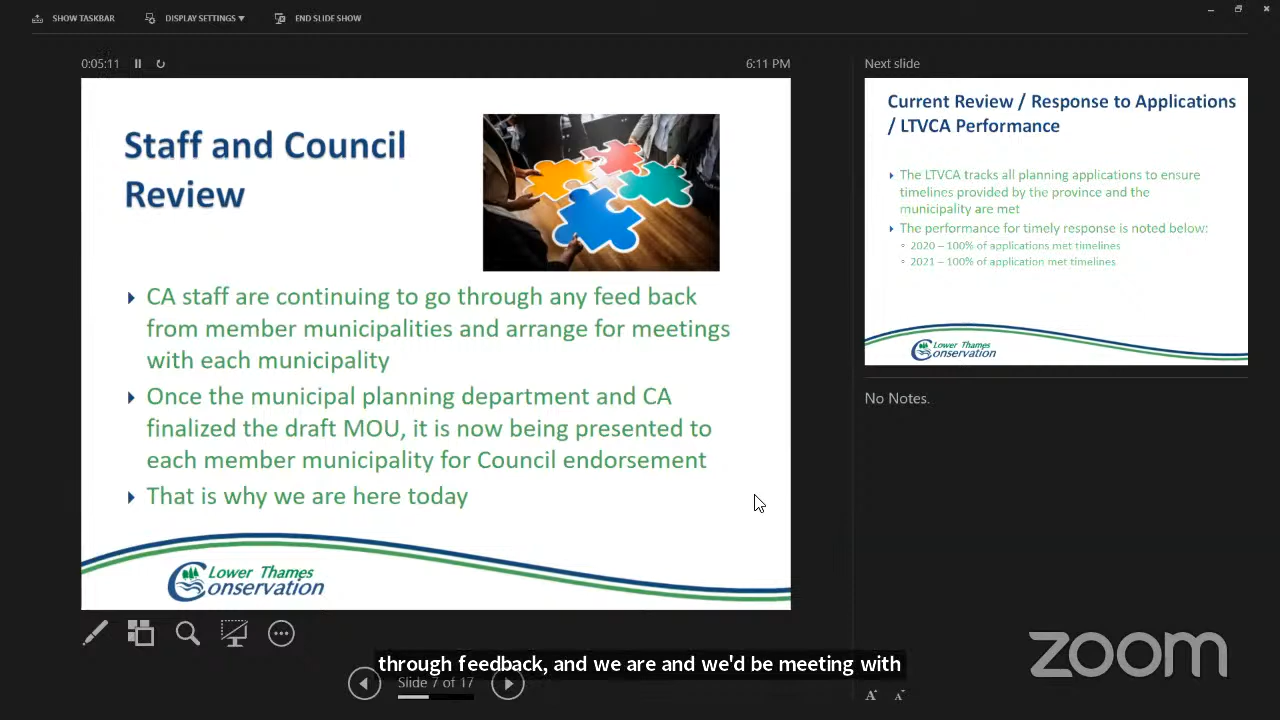 SHOW TASKBAR
DISPLAY SETTINGS ▼
END SLIDE SHOW
0:05:11
6:11 PM
Staff and Council
Review
CA staff are continuing to go through any feed back
from member municipalities and arrange for meetings
with each municipality
Once the municipal planning department and CA
finalized the draft MOU, it is now being presented to
each member municipality for Council endorsement
That is why we are here today
Lower Thames
Conservation
Next slide
Current Review / Response to Applications
/ LTVCA Performance
The LTVCA tracks all planning applications to ensure
timelines provided by the province and the
municipality are met
The performance for timely response is noted below:
2020 – 100% of applications met timelines
2021 – 100% of application met timelines
Lower Thames
Conservation
No Notes.
through feedback, and we are and we'd be meeting with
Slide 7 of 17
zoom
A A